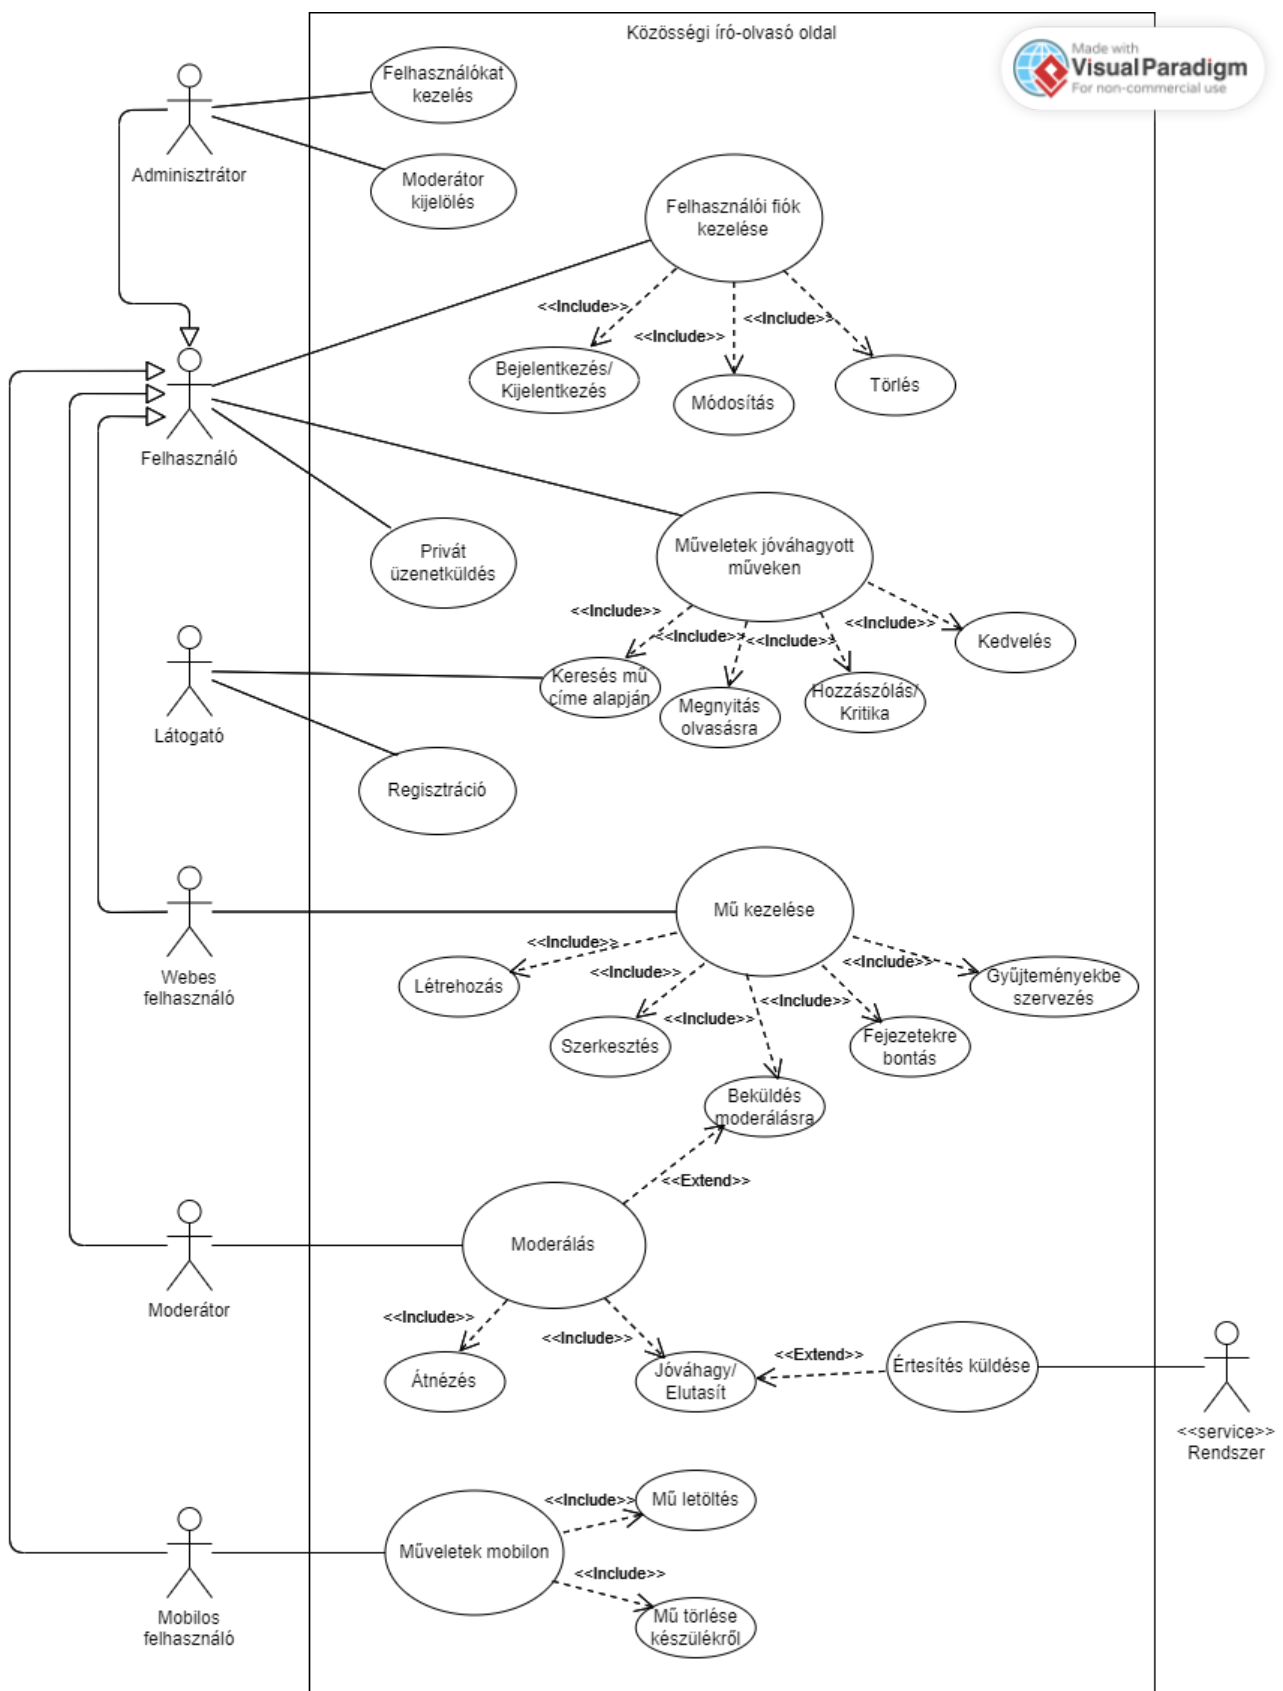 Közösségi író-olvasó oldal
Made with
Visual Paradigm
For non-commercial use
Felhasználókat
kezelés
Adminisztrátor
Moderátor
kijelölés
Felhasználói fiók
kezelése
<<Include>>
<<Include>>
<<Include>>
Bejelentkezés/
Kijelentkezés
Módosítás
Törlés
Felhasználó
Privát
üzenetküldés
Műveletek jóváhagyott
műveken
<<Include>>
<<Include>>
<<Include>>
<<Include>>
Kedvelés
Keresés mű
címe alapján
Megnyitás
olvasásra
Hozzászólás/
Kritika
Látogató
Regisztráció
Webes
felhasználó
Mű kezelése
<<Include>>
<<Include>>
<<Include>>
<<Include>>
<<Include>>
Létrehozás
Szerkesztés
Beküldés
moderálásra
Fejezetekre
bontás
Gyűjteményekbe
szervezés
<<Extend>>
Moderálás
Moderátor
<<Include>>
<<Include>>
Átnézés
Jóváhagy/
Elutasít
<<Extend>>
Értesítés küldése
<<service>>
Rendszer
Műveletek mobilon
<<Include>>
Mű letöltés
<<Include>>
Mű törlése
készülékről
Mobilos
felhasználó